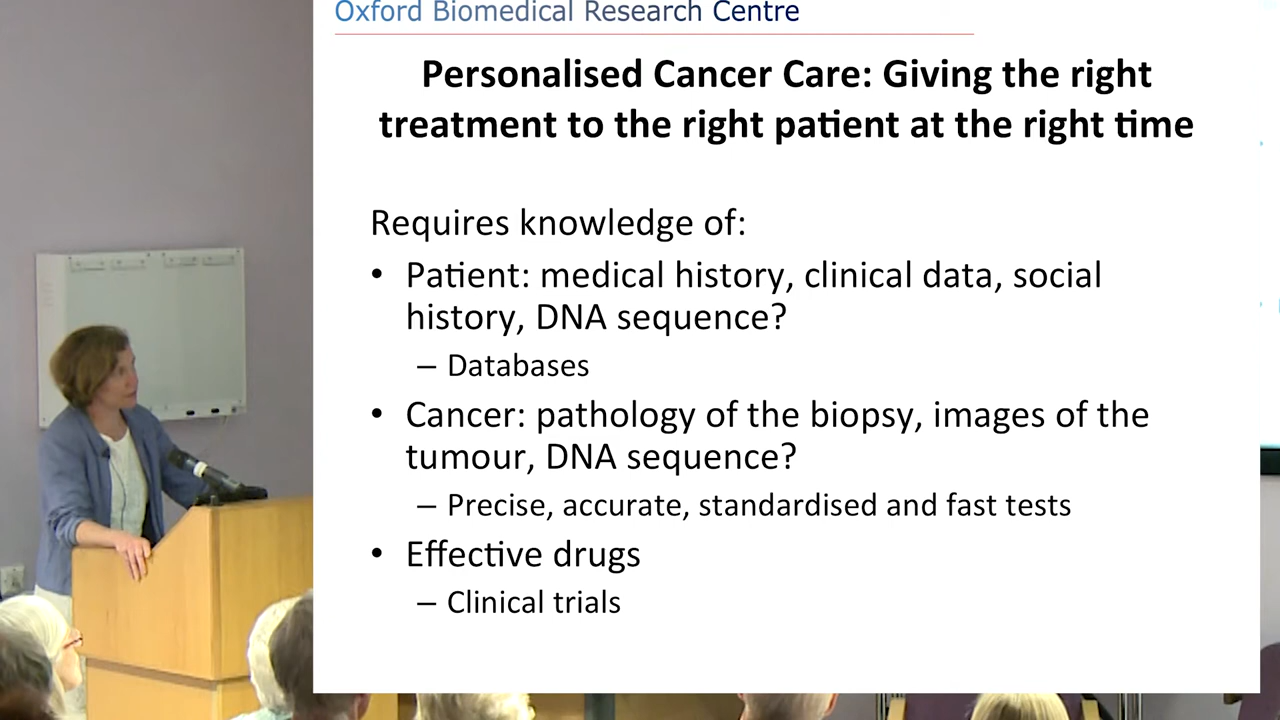 Oxford Biomedical Research Centre
Personalised Cancer Care: Giving the right
treatment to the right patient at the right time
Requires knowledge of:
• Patient: medical history, clinical data, social
history, DNA sequence?
– Databases
• Cancer: pathology of the biopsy, images of the
tumour, DNA sequence?
– Precise, accurate, standardised and fast tests
• Effective drugs
– Clinical trials